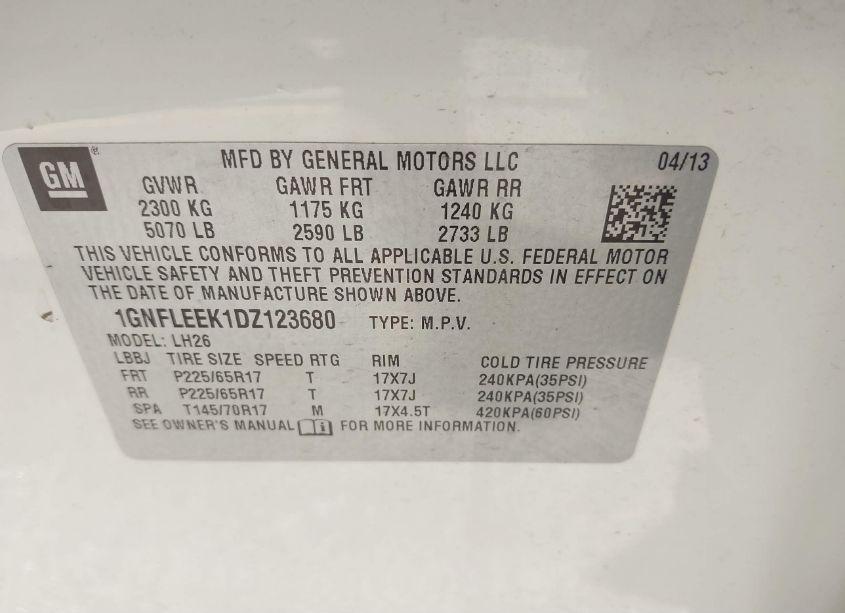 GM® MFD BY GENERAL MOTORS LLC 04/13
GVWR GAWR FRT GAWR RR
2300 KG 1175 KG 1240 KG
5070 LB 2590 LB 2733 LB
THIS VEHICLE CONFORMS TO ALL APPLICABLE U.S. FEDERAL MOTOR
VEHICLE SAFETY AND THEFT PREVENTION STANDARDS IN EFFECT ON
THE DATE OF MANUFACTURE SHOWN ABOVE.
1GNFLEEK1DZ123680 TYPE: M.P.V.
MODEL: LH26
LBBJ TIRE SIZE SPEED RTG RIM COLD TIRE PRESSURE
FRT P225/65R17 T 17X7J 240KPA(35PSI)
RR P225/65R17 T 17X7J 240KPA(35PSI)
SPA T145/70R17 M 17X4.5T 420KPA(60PSI)
SEE OWNER'S MANUAL FOR MORE INFORMATION.